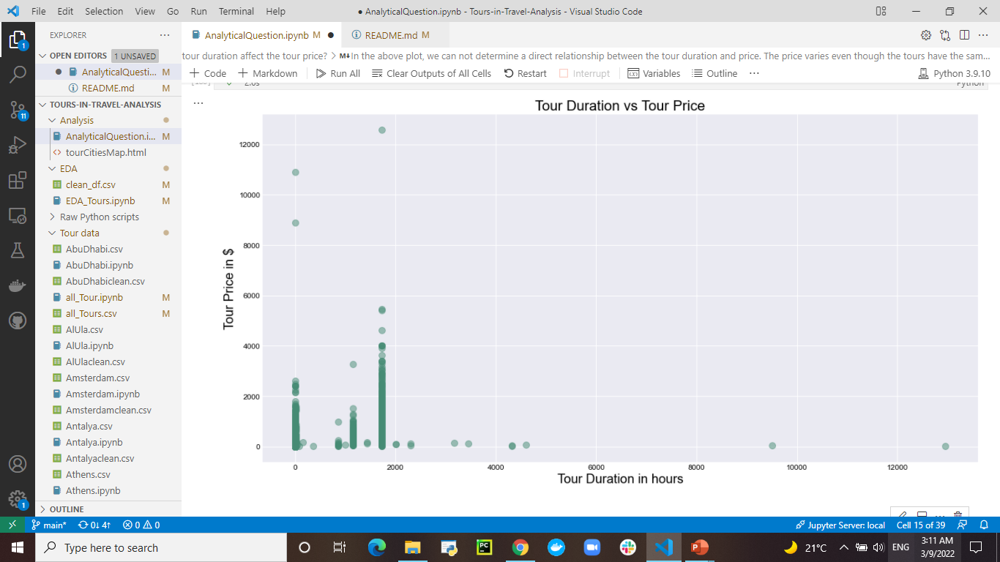 File Edit Selection View Go Run Terminal Help
● AnalyticalQuestion.ipynb - Tours-in-Travel-Analysis - Visual Studio Code
EXPLORER
OPEN EDITORS 1 UNSAVED
AnalyticalQuesti... M
README.md M
TOURS-IN-TRAVEL-ANALYSIS
Analysis
AnalyticalQuestion.i... M
tourCitiesMap.html
EDA
clean_df.csv M
EDA_Tours.ipynb M
Raw Python scripts
Tour data
AbuDhabi.csv
AbuDhabi.ipynb
AbuDhabiclean.csv
all_Tour.ipynb M
all_Tours.csv M
AlUla.csv
AlUla.ipynb
AlUlaclean.csv
Amsterdam.csv
Amsterdam.ipynb
Amsterdamclean.csv
Antalya.csv
Antalya.ipynb
Antalyaclean.csv
Athens.csv
Athens.ipynb
OUTLINE
1
11
1
AnalyticalQuestion.ipynb M
README.md M
tour duration affect the tour price? > M↓In the above plot, we can not determine a direct relationship between the tour duration and price. The price varies even though the tours have the sam...
+ Code + Markdown Run All Clear Outputs of All Cells Restart Interrupt Variables Outline ... Python 3.9.10
2.6s Python
Tour Duration vs Tour Price
12000
10000
8000
6000
4000
2000
0
Tour Price in $
0 2000 4000 6000 8000 10000 12000
Tour Duration in hours
main* 0↓ 4↑ 0 0
Jupyter Server: local Cell 15 of 39
Type here to search
PC
21°C
ENG
3:11 AM
3/9/2022